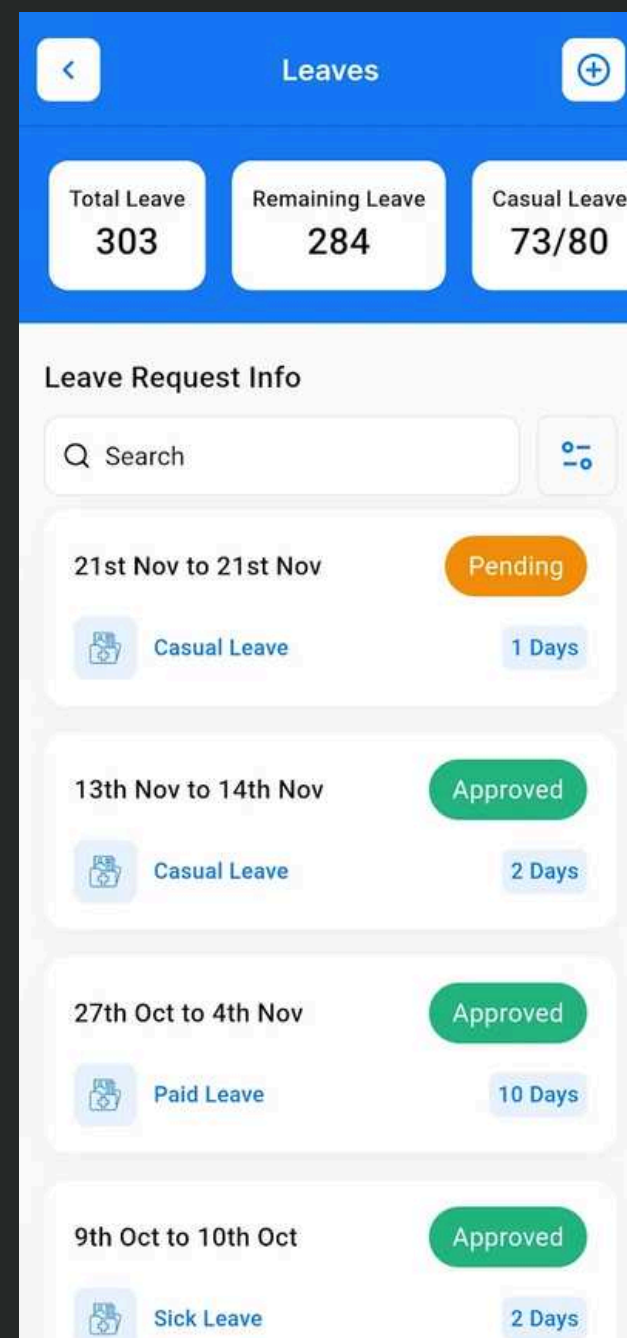 Leaves
Total Leave
303
Remaining Leave
284
Casual Leave
73/80
Leave Request Info
Search
21st Nov to 21st Nov
Pending
Casual Leave
1 Days
13th Nov to 14th Nov
Approved
Casual Leave
2 Days
27th Oct to 4th Nov
Approved
Paid Leave
10 Days
9th Oct to 10th Oct
Approved
Sick Leave
2 Days